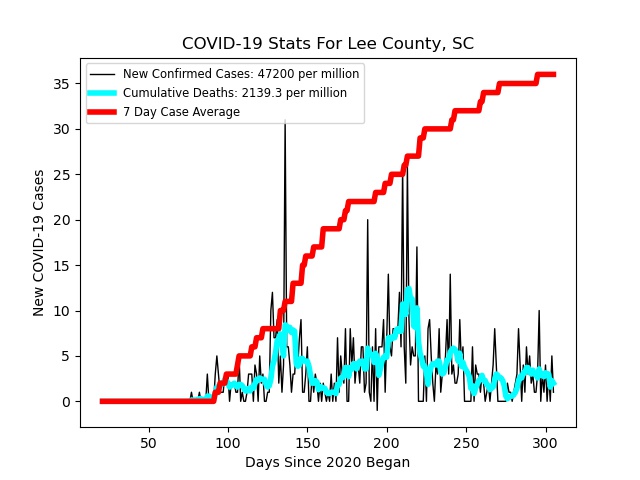 COVID-19 Stats For Lee County, SC
New Confirmed Cases: 47200 per million
Cumulative Deaths: 2139.3 per million
7 Day Case Average
New COVID-19 Cases
35
30
25
20
15
10
5
0
50 100 150 200 250 300
Days Since 2020 Began